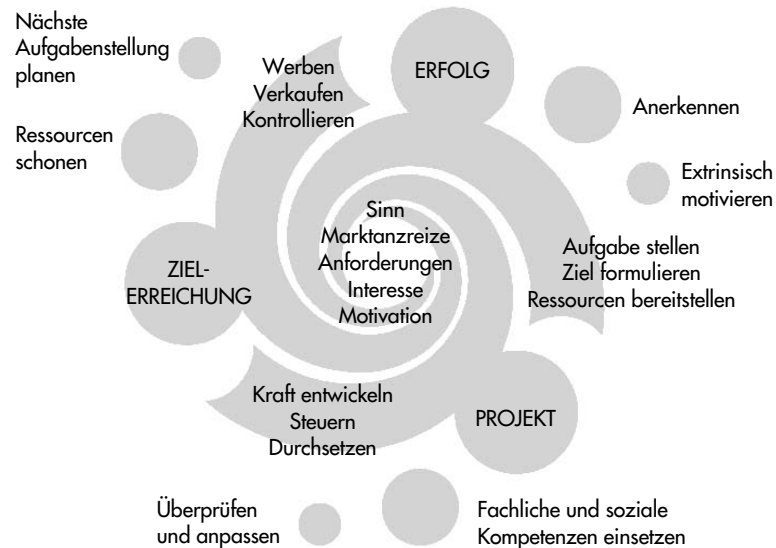 Nächste
Aufgabenstellung
planen
Werben
Verkaufen
Kontrollieren
ERFOLG
Anerkennen
Ressourcen
schonen
Extrinsisch
motivieren
Sinn
Marktanzreize
Anforderungen
Interesse
Motivation
Aufgabe stellen
Ziel formulieren
Ressourcen bereitstellen
ZIEL-
ERREICHUNG
Kraft entwickeln
Steuern
Durchsetzen
PROJEKT
Überprüfen
und anpassen
Fachliche und soziale
Kompetenzen einsetzen